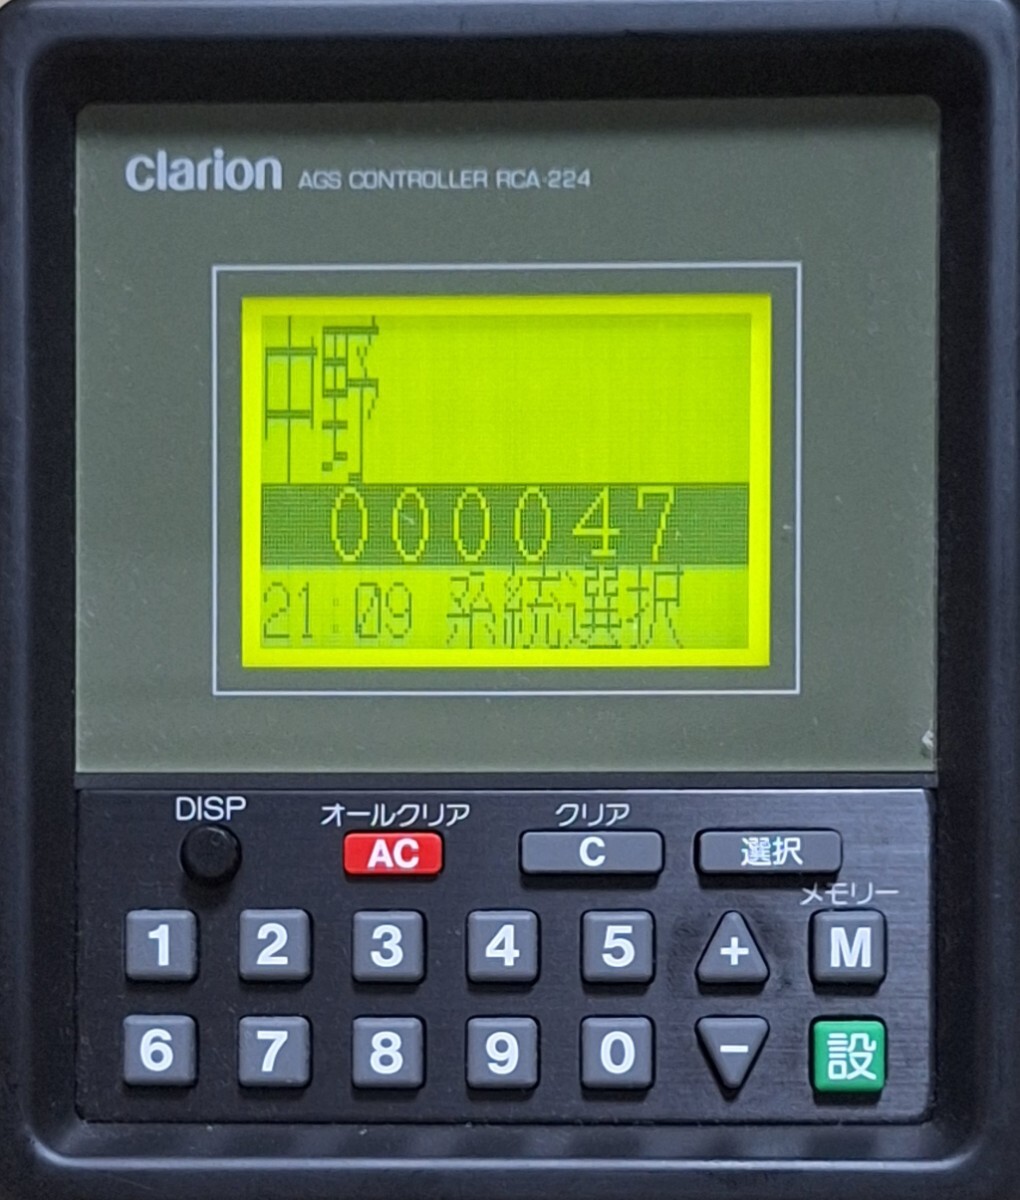 clarion AGS CONTROLLER RCA-224
中野
000047
21:09 系統選択
DISP オールクリア クリア
AC C 選択
メモリー
1 2 3 4 5 + M
6 7 8 9 0 - 設